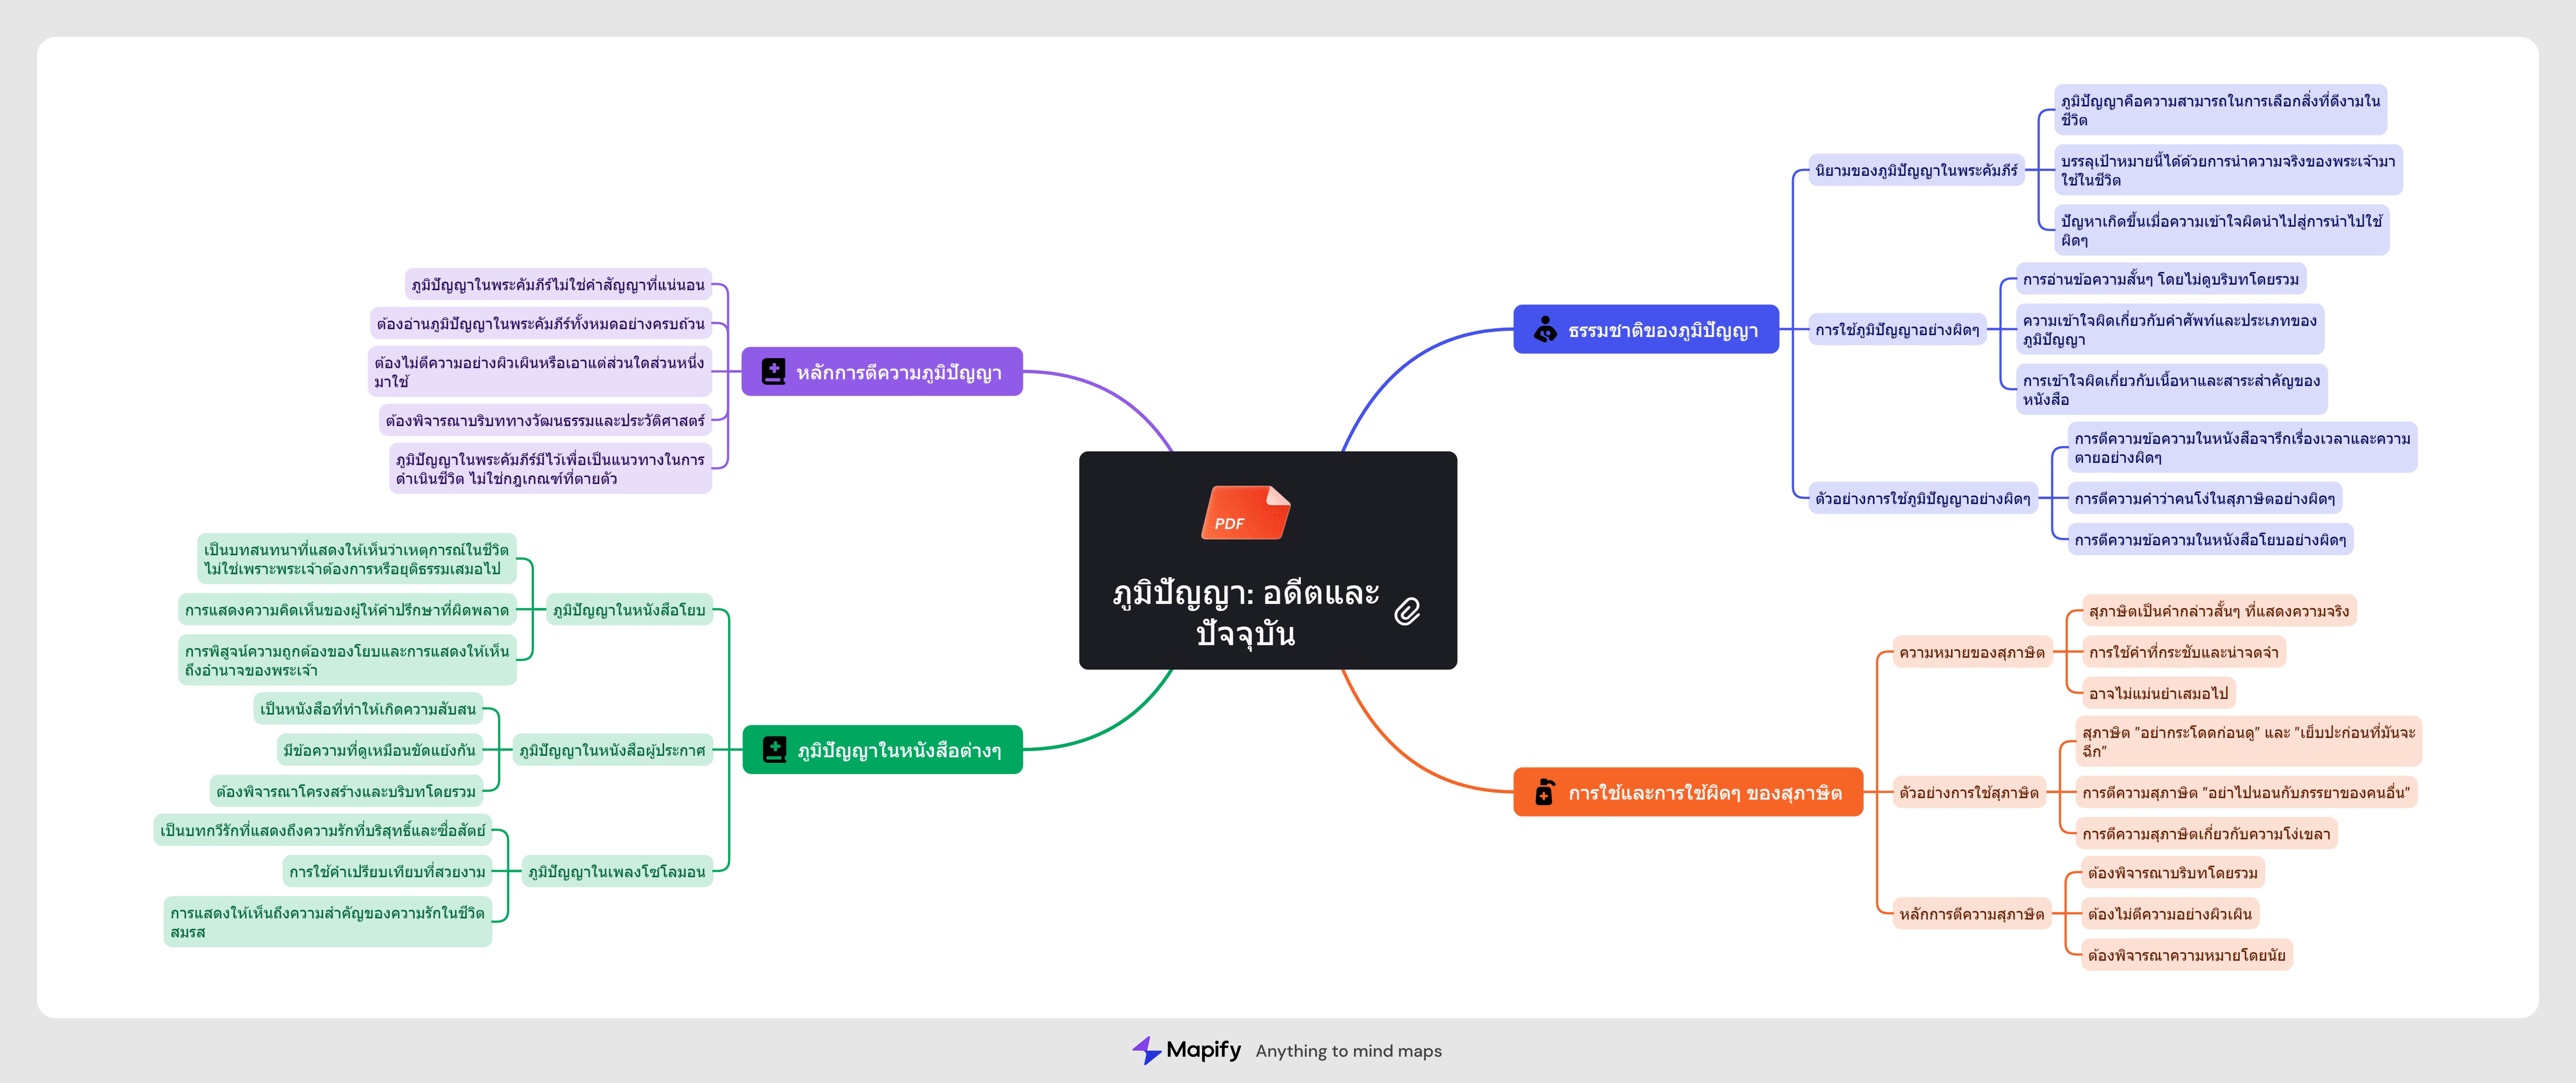 PDF
ภูมิปัญญา: อดีตและ
ปัจจุบัน
ธรรมชาติของภูมิปัญญา
นิยามของภูมิปัญญาในพระคัมภีร์
ภูมิปัญญาคือความสามารถในการเลือกสิ่งที่ดีงามใน
ชีวิต
บรรลุเป้าหมายนี้ได้ด้วยการนำความจริงของพระเจ้ามา
ใช้ในชีวิต
ปัญหาเกิดขึ้นเมื่อความเข้าใจผิดนำไปสู่การนำไปใช้
ผิดๆ
การใช้ภูมิปัญญาอย่างผิดๆ
การอ่านข้อความสั้นๆ โดยไม่ดูบริบทโดยรวม
ความเข้าใจผิดเกี่ยวกับคำศัพท์และประเภทของ
ภูมิปัญญา
การเข้าใจผิดเกี่ยวกับเนื้อหาและสาระสำคัญของ
หนังสือ
ตัวอย่างการใช้ภูมิปัญญาอย่างผิดๆ
การตีความข้อความในหนังสือจารึกเรื่องเวลาและความ
ตายอย่างผิดๆ
การตีความคำว่าคนโง่ในสุภาษิตอย่างผิดๆ
การตีความข้อความในหนังสือโยบอย่างผิดๆ
การใช้และการใช้ผิดๆ ของสุภาษิต
ความหมายของสุภาษิต
สุภาษิตเป็นคำกล่าวสั้นๆ ที่แสดงความจริง
การใช้คำที่กระชับและน่าจดจำ
อาจไม่แม่นยำเสมอไป
ตัวอย่างการใช้สุภาษิต
สุภาษิต "อย่ากระโดดก่อนดู" และ "เย็บปะก่อนที่มันจะ
ฉีก"
การตีความสุภาษิต "อย่าไปนอนกับภรรยาของคนอื่น"
การตีความสุภาษิตเกี่ยวกับความโง่เขลา
หลักการตีความสุภาษิต
ต้องพิจารณาบริบทโดยรวม
ต้องไม่ตีความอย่างผิวเผิน
ต้องพิจารณาความหมายโดยนัย
หลักการตีความภูมิปัญญา
ภูมิปัญญาในพระคัมภีร์ไม่ใช่คำสัญญาที่แน่นอน
ต้องอ่านภูมิปัญญาในพระคัมภีร์ทั้งหมดอย่างครบถ้วน
ต้องไม่ตีความอย่างผิวเผินหรือเอาแต่ส่วนใดส่วนหนึ่ง
มาใช้
ต้องพิจารณาบริบททางวัฒนธรรมและประวัติศาสตร์
ภูมิปัญญาในพระคัมภีร์มีไว้เพื่อเป็นแนวทางในการ
ดำเนินชีวิต ไม่ใช่กฎเกณฑ์ที่ตายตัว
ภูมิปัญญาในหนังสือต่างๆ
ภูมิปัญญาในหนังสือโยบ
เป็นบทสนทนาที่แสดงให้เห็นว่าเหตุการณ์ในชีวิต
ไม่ใช่เพราะพระเจ้าต้องการหรือยุติธรรมเสมอไป
การแสดงความคิดเห็นของผู้ให้คำปรึกษาที่ผิดพลาด
การพิสูจน์ความถูกต้องของโยบและการแสดงให้เห็น
ถึงอำนาจของพระเจ้า
ภูมิปัญญาในหนังสือผู้ประกาศ
เป็นหนังสือที่ทำให้เกิดความสับสน
มีข้อความที่ดูเหมือนขัดแย้งกัน
ต้องพิจารณาโครงสร้างและบริบทโดยรวม
ภูมิปัญญาในเพลงโซโลมอน
เป็นบทกวีรักที่แสดงถึงความรักที่บริสุทธิ์และซื่อสัตย์
การใช้คำเปรียบเทียบที่สวยงาม
การแสดงให้เห็นถึงความสำคัญของความรักในชีวิต
สมรส
Mapify Anything to mind maps